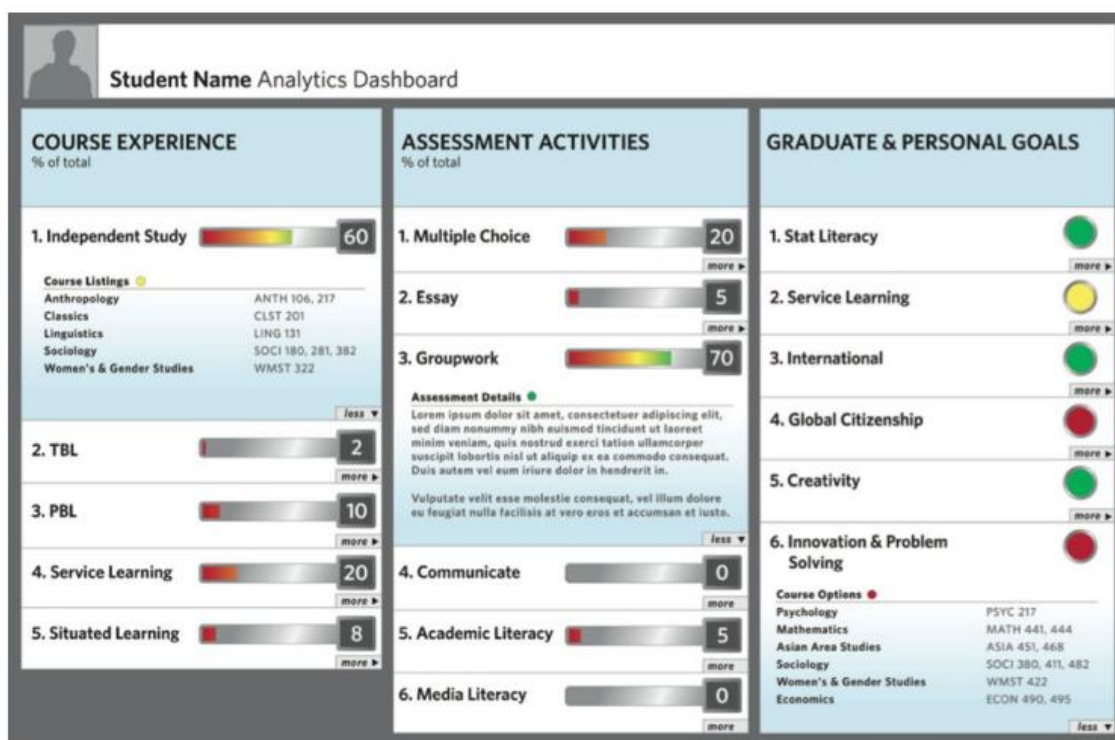 Student Name Analytics Dashboard
COURSE EXPERIENCE
% of total
1. Independent Study 60
Course Listings
Anthropology ANTH 106, 217
Classics CLST 201
Linguistics LING 131
Sociology SOCI 180, 281, 382
Women's & Gender Studies WMST 322
less ▼
2. TBL 2
more ▶
3. PBL 10
more ▶
4. Service Learning 20
more ▶
5. Situated Learning 8
more ▶
ASSESSMENT ACTIVITIES
% of total
1. Multiple Choice 20
more ▶
2. Essay 5
more ▶
3. Groupwork 70
Assessment Details
Lorem ipsum dolor sit amet, consectetuer adipiscing elit,
sed diam nonummy nibh euismod tincidunt ut laoreet
minim veniam, quis nostrud exerci tation ullamcorper
suscipit lobortis nisl ut aliquip ex ea commodo consequat.
Duis autem vel eum iriure dolor in hendrerit in.
Vulputate velit esse molestie consequat, vel illum dolore
eu feugiat nulla facilisis at vero eros et accumsan et iusto.
less ▼
4. Communicate 0
more
5. Academic Literacy 5
more
6. Media Literacy 0
more
GRADUATE & PERSONAL GOALS
1. Stat Literacy
more ▶
2. Service Learning
more ▶
3. International
more ▶
4. Global Citizenship
more ▶
5. Creativity
more ▶
6. Innovation & Problem
Solving
Course Options
Psychology PSYC 217
Mathematics MATH 441, 444
Asian Area Studies ASIA 451, 468
Sociology SOCI 380, 411, 482
Women's & Gender Studies WMST 422
Economics ECON 490, 495
less ▼